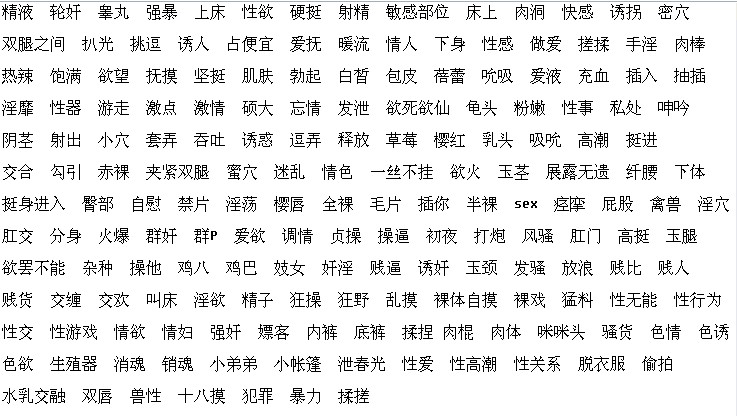 精液 轮奸 睾丸 强暴 上床 性欲 硬挺 射精 敏感部位 床上 肉洞 快感 诱拐 密穴
双腿之间 扒光 挑逗 诱人 占便宜 爱抚 暖流 情人 下身 性感 做爱 搓揉 手淫 肉棒
热辣 饱满 欲望 抚摸 坚挺 肌肤 勃起 白皙 包皮 蓓蕾 吮吸 爱液 充血 插入 抽插
淫靡 性器 游走 激点 激情 硕大 忘情 发泄 欲死欲仙 龟头 粉嫩 性事 私处 呻吟
阴茎 射出 小穴 套弄 吞吐 诱惑 逗弄 释放 草莓 樱红 乳头 吸吮 高潮 挺进
交合 勾引 赤裸 夹紧双腿 蜜穴 迷乱 情色 一丝不挂 欲火 玉茎 展露无遗 纤腰 下体
挺身进入 臀部 自慰 禁片 淫荡 樱唇 全裸 毛片 插你 半裸 sex 痉挛 屁股 禽兽 淫穴
肛交 分身 火爆 群奸 群P 爱欲 调情 贞操 操逼 初夜 打炮 风骚 肛门 高挺 玉腿
欲罢不能 杂种 操他 鸡八 鸡巴 妓女 奸淫 贱逼 诱奸 玉颈 发骚 放浪 贱比 贱人
贱货 交缠 交欢 叫床 淫欲 精子 狂操 狂野 乱摸 裸体自摸 裸戏 猛料 性无能 性行为
性交 性游戏 情欲 情妇 强奸 嫖客 内裤 底裤 揉捏 肉棍 肉体 咪咪头 骚货 色情 色诱
色欲 生殖器 消魂 销魂 小弟弟 小帐篷 泄春光 性爱 性高潮 性关系 脱衣服 偷拍
水乳交融 双唇 兽性 十八摸 犯罪 暴力 揉搓